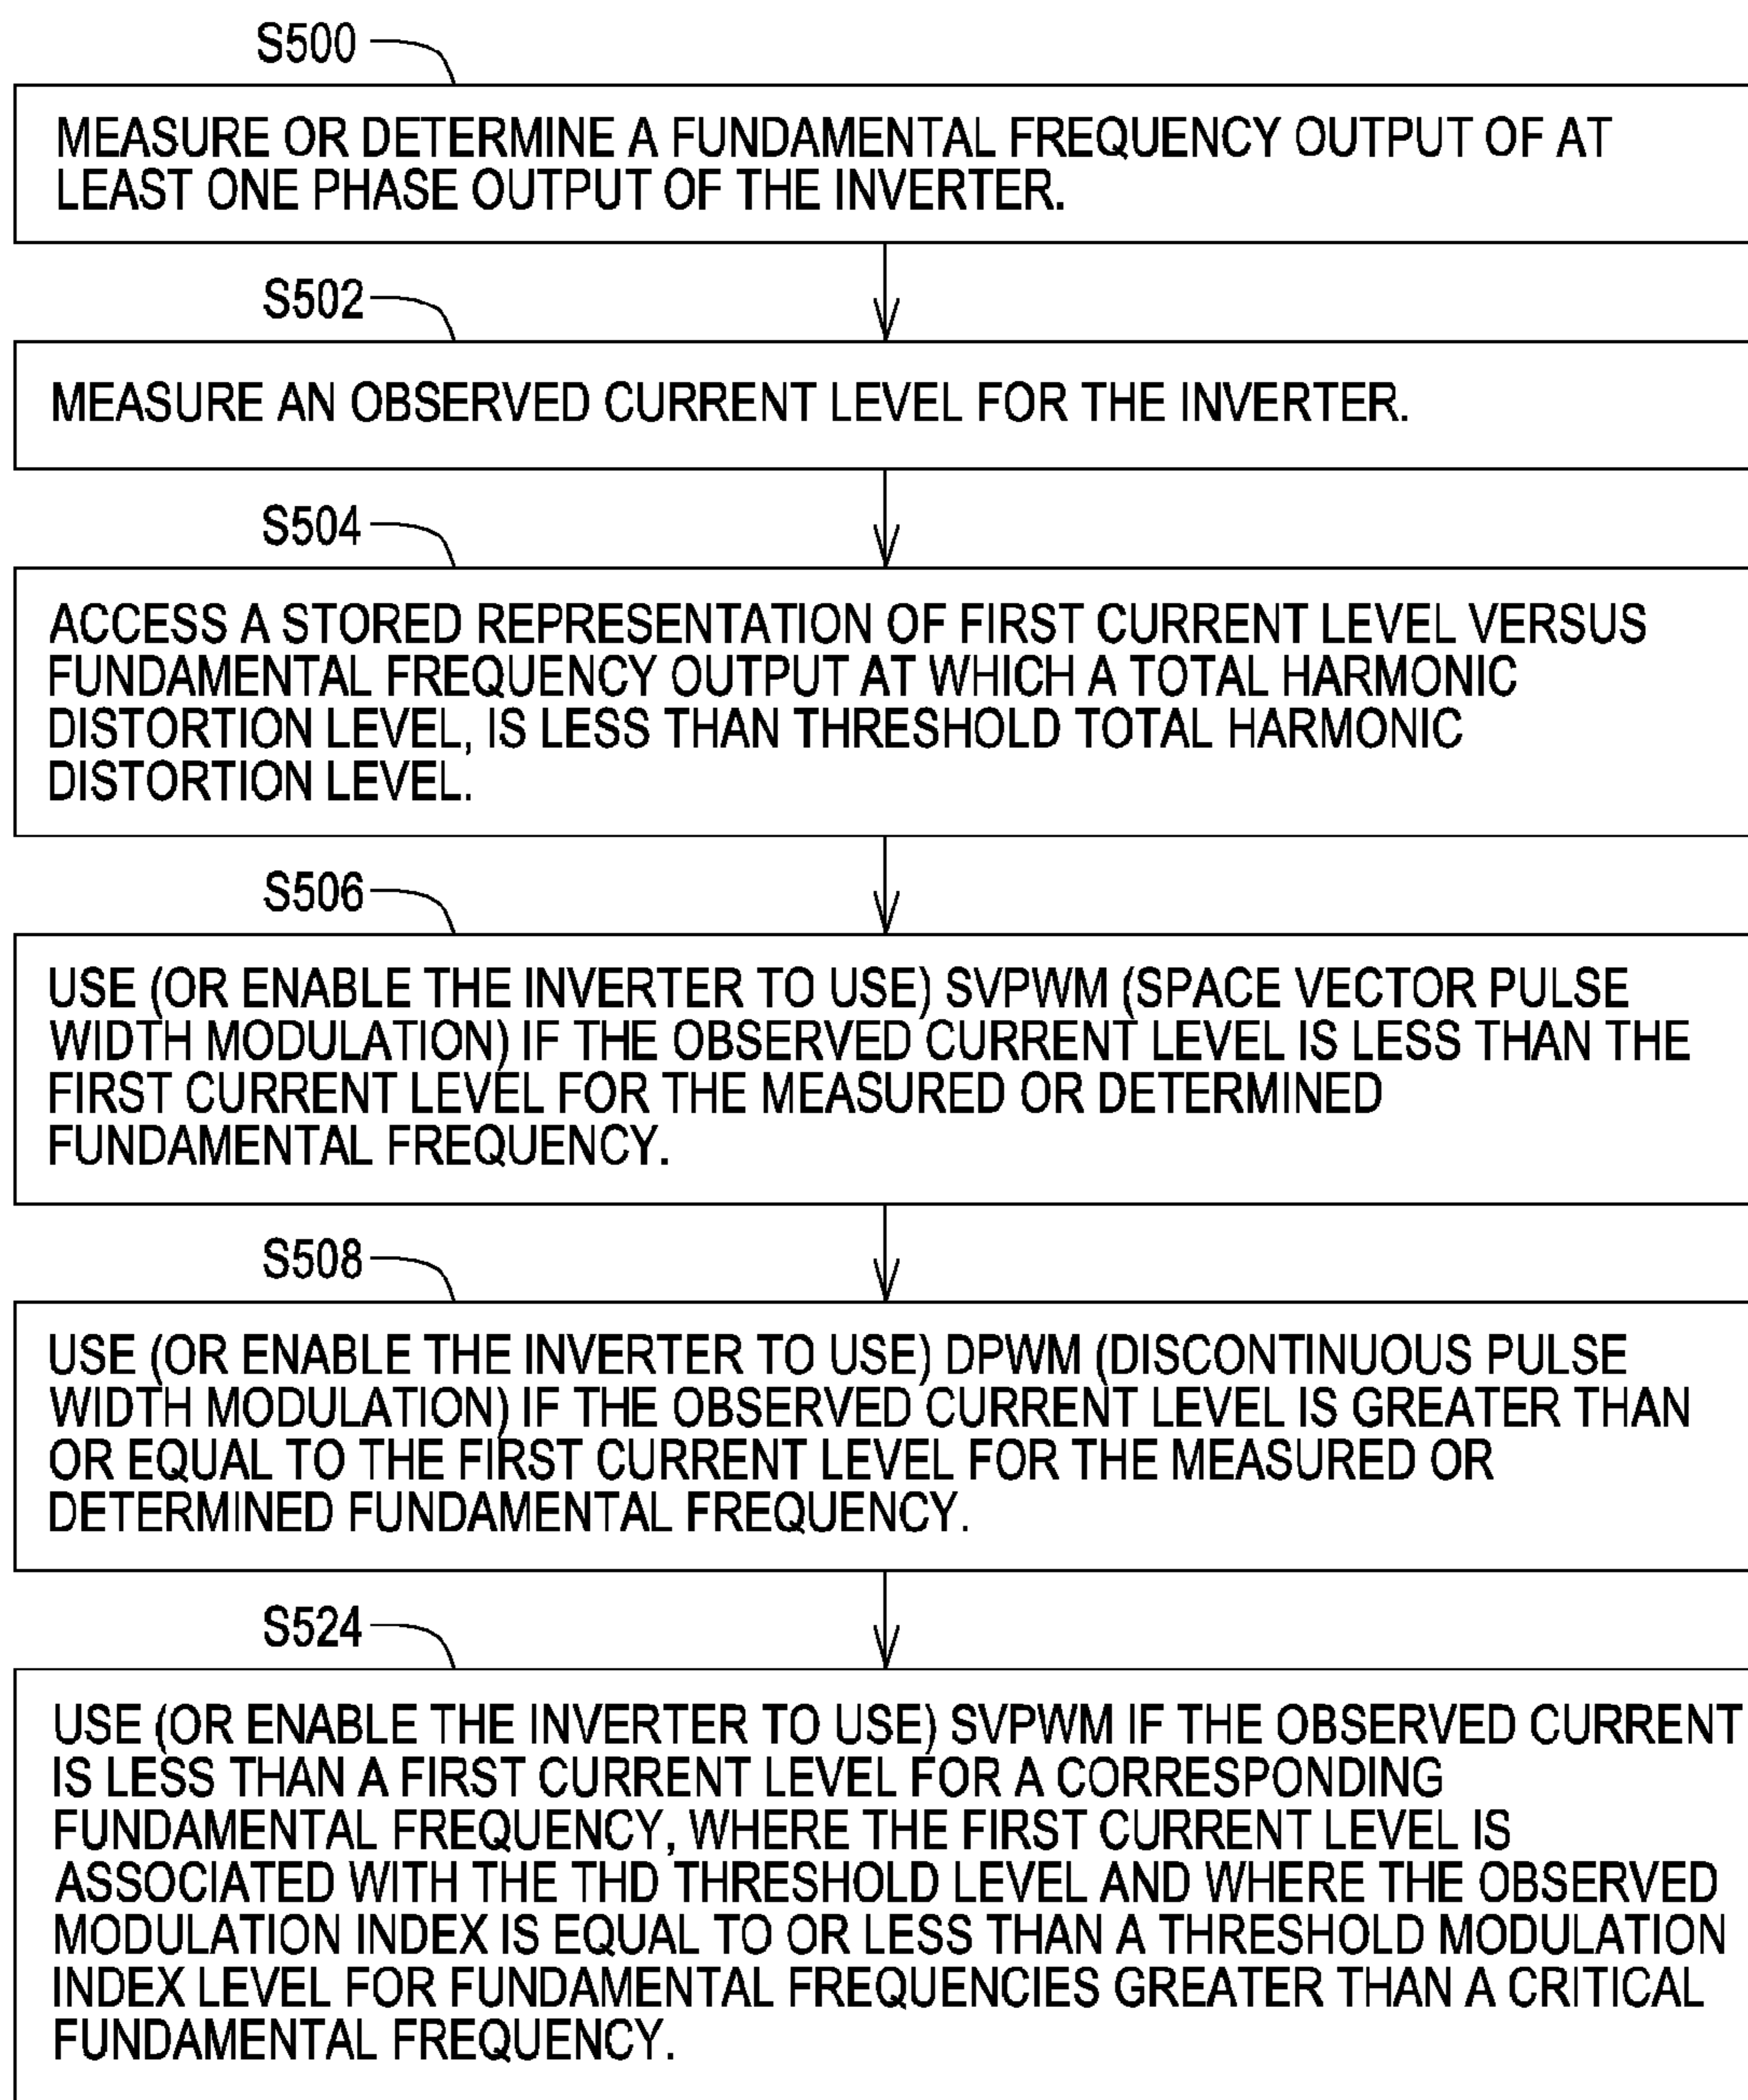 S500
MEASURE OR DETERMINE A FUNDAMENTAL FREQUENCY OUTPUT OF AT
LEAST ONE PHASE OUTPUT OF THE INVERTER.
S502
MEASURE AN OBSERVED CURRENT LEVEL FOR THE INVERTER.
S504
ACCESS A STORED REPRESENTATION OF FIRST CURRENT LEVEL VERSUS
FUNDAMENTAL FREQUENCY OUTPUT AT WHICH A TOTAL HARMONIC
DISTORTION LEVEL, IS LESS THAN THRESHOLD TOTAL HARMONIC
DISTORTION LEVEL.
S506
USE (OR ENABLE THE INVERTER TO USE) SVPWM (SPACE VECTOR PULSE
WIDTH MODULATION) IF THE OBSERVED CURRENT LEVEL IS LESS THAN THE
FIRST CURRENT LEVEL FOR THE MEASURED OR DETERMINED
FUNDAMENTAL FREQUENCY.
S508
USE (OR ENABLE THE INVERTER TO USE) DPWM (DISCONTINUOUS PULSE
WIDTH MODULATION) IF THE OBSERVED CURRENT LEVEL IS GREATER THAN
OR EQUAL TO THE FIRST CURRENT LEVEL FOR THE MEASURED OR
DETERMINED FUNDAMENTAL FREQUENCY.
S524
USE (OR ENABLE THE INVERTER TO USE) SVPWM IF THE OBSERVED CURRENT
IS LESS THAN A FIRST CURRENT LEVEL FOR A CORRESPONDING
FUNDAMENTAL FREQUENCY, WHERE THE FIRST CURRENT LEVEL IS
ASSOCIATED WITH THE THD THRESHOLD LEVEL AND WHERE THE OBSERVED
MODULATION INDEX IS EQUAL TO OR LESS THAN A THRESHOLD MODULATION
INDEX LEVEL FOR FUNDAMENTAL FREQUENCIES GREATER THAN A CRITICAL
FUNDAMENTAL FREQUENCY.